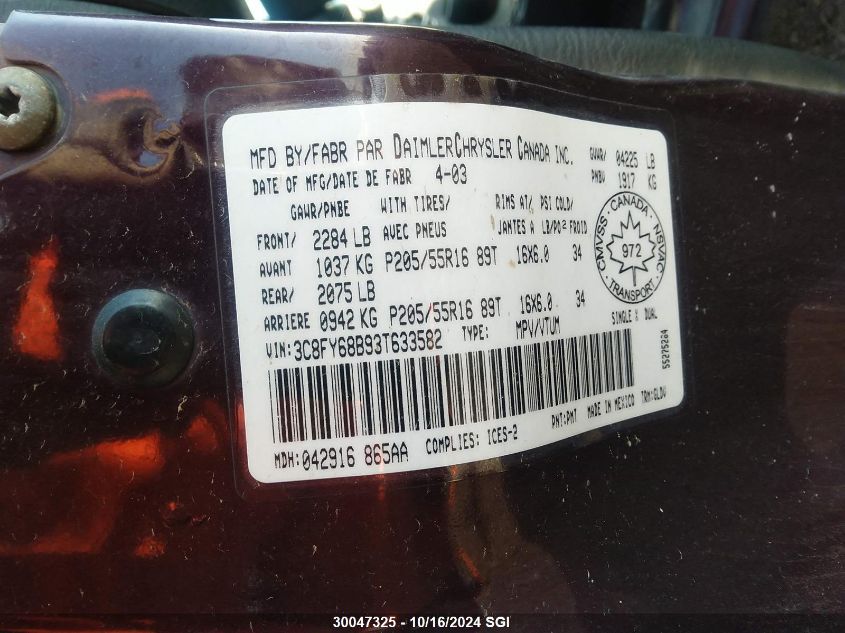 MFD BY/FABR PAR DAIMLERCHRYSLER CANADA INC. GVWR/ 04225 LB
DATE OF MFG/DATE DE FABR 4-03 PNBV 1917 KG
GAWR/PNBE WITH TIRES/ RIMS AT/ PSI COLD/
FRONT/ 2284 LB AVEC PNEUS JANTES A LB/PO² FROID
AVANT 1037 KG P205/55R16 89T 16X6.0 34
REAR/ 2075 LB
ARRIERE 0942 KG P205/55R16 89T 16X6.0 34
VIN:3C8FY68B93T633582 TYPE: MPV/VTUM SINGLE X DUAL
CMVSS - CANADA - NSVAC
972
TRANSPORT
55275264
MDH:042916 865AA COMPLIES: ICES-2 PNT:PNT MADE IN MEXICO TRM:GLDV
30047325 - 10/16/2024 SGI